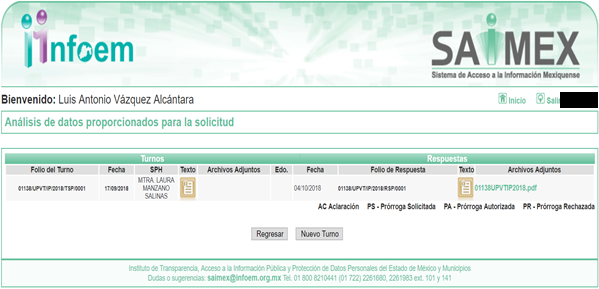 infoem
SAIMEX
Sistema de Acceso a la Información Mexiquense
Bienvenido: Luis Antonio Vázquez Alcántara
Inicio Salir
Análisis de datos proporcionados para la solicitud
Turnos Respuestas
Folio del Turno Fecha SPH Texto Archivos Adjuntos Edo. Fecha Folio de Respuesta Texto Archivos Adjuntos
01138/UPVT/IP/2018/TSP/0001 17/09/2018 MTRA. LAURA MANZANO SALINAS 04/10/2018 01138/UPVT/IP/2018/RSP/0001 01138UPVTIP2018.pdf
AC Aclaración PS - Prórroga Solicitada PA - Prórroga Autorizada PR - Prórroga Rechazada
Regresar Nuevo Turno
Instituto de Transparencia, Acceso a la Información Pública y Protección de Datos Personales del Estado de México y Municipios
Dudas o sugerencias: saimex@infoem.org.mx Tel. 01 800 8210441 (01 722) 2261680, 2261983 ext. 101 y 141